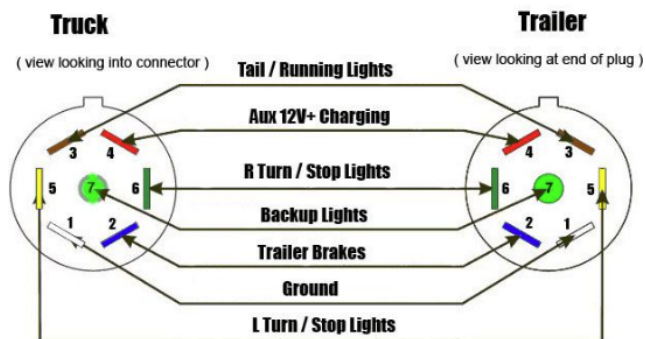 Truck
Trailer
( view looking into connector )
( view looking at end of plug )
Tail / Running Lights
Aux 12V+ Charging
R Turn / Stop Lights
Backup Lights
Trailer Brakes
Ground
L Turn / Stop Lights
3 4
5 7 6
1 2
4 3
6 7 5
2 1